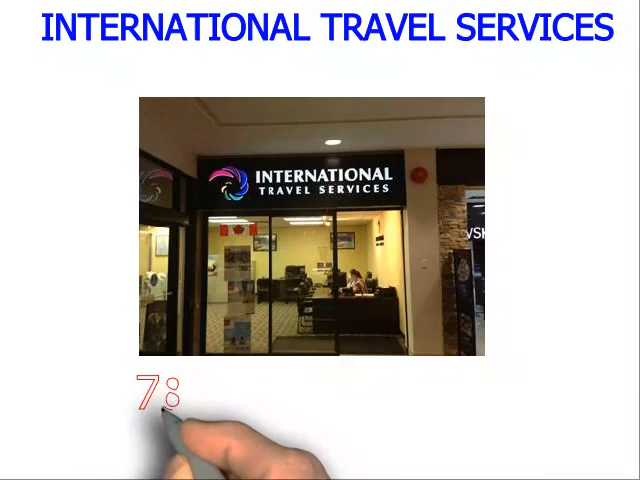 INTERNATIONAL TRAVEL SERVICES
INTERNATIONAL
TRAVEL SERVICES
78